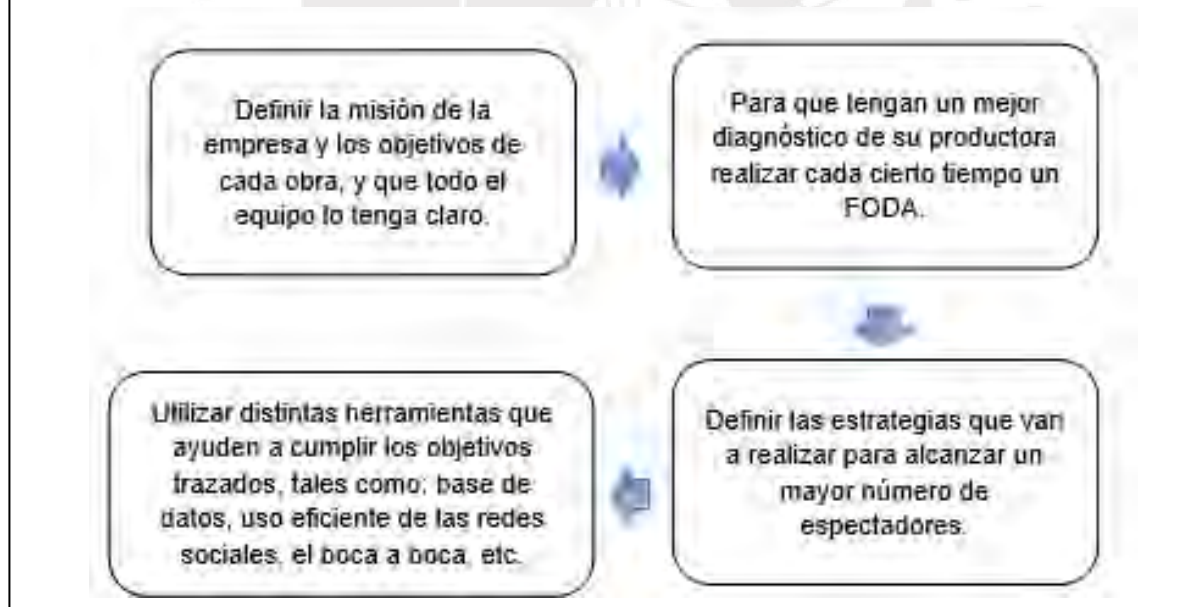 Definir la misión de la
empresa y los objetivos de
cada obra, y que todo el
equipo lo tenga claro.
Para que tengan un mejor
diagnóstico de su productora
realizar cada cierto tiempo un
FODA.
Definir las estrategias que van
a realizar para alcanzar un
mayor número de
espectadores.
Utilizar distintas herramientas que
ayuden a cumplir los objetivos
trazados, tales como: base de
datos, uso eficiente de las redes
sociales, el boca a boca, etc.